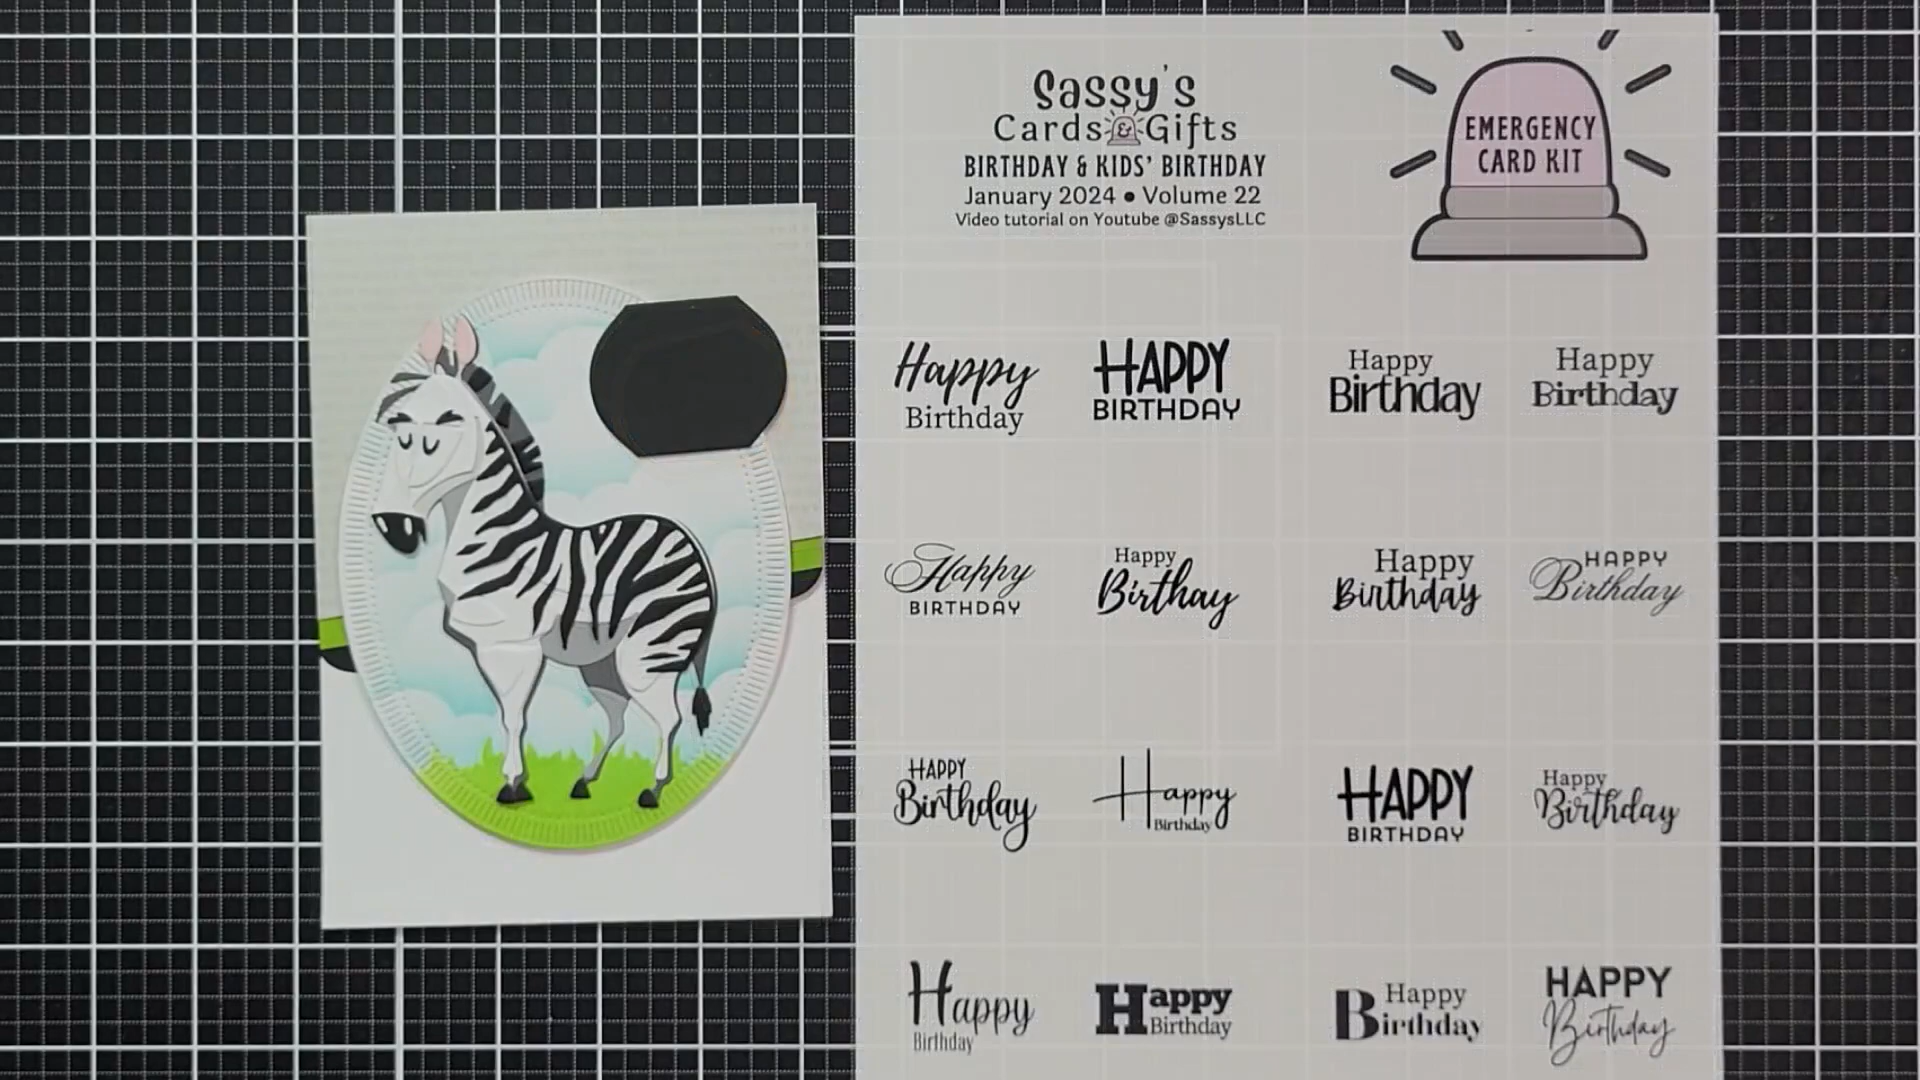 Sassy's
Cards & Gifts
BIRTHDAY & KIDS' BIRTHDAY
January 2024 • Volume 22
Video tutorial on Youtube @SassysLLC
EMERGENCY
CARD KIT
Happy
Birthday
HAPPY
BIRTHDAY
Happy
Birthday
Happy
Birthday
Happy
BIRTHDAY
Happy
Birthay
Happy
Birthday
HAPPY
Birthday
HAPPY
Birthday
Happy
Birthday
HAPPY
BIRTHDAY
Happy
Birthday
Happy
Birthday
Happy
Birthday
Happy
Birthday
HAPPY
Birthday